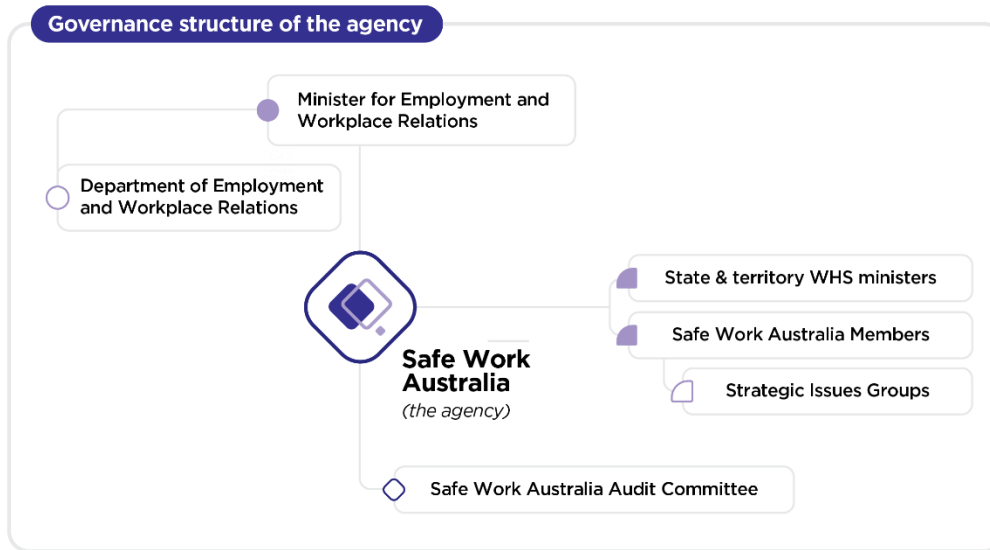 Governance structure of the agency
Minister for Employment and
Workplace Relations
Department of Employment
and Workplace Relations
State & territory WHS ministers
Safe Work Australia Members
Safe Work
Australia
(the agency)
Strategic Issues Groups
Safe Work Australia Audit Committee